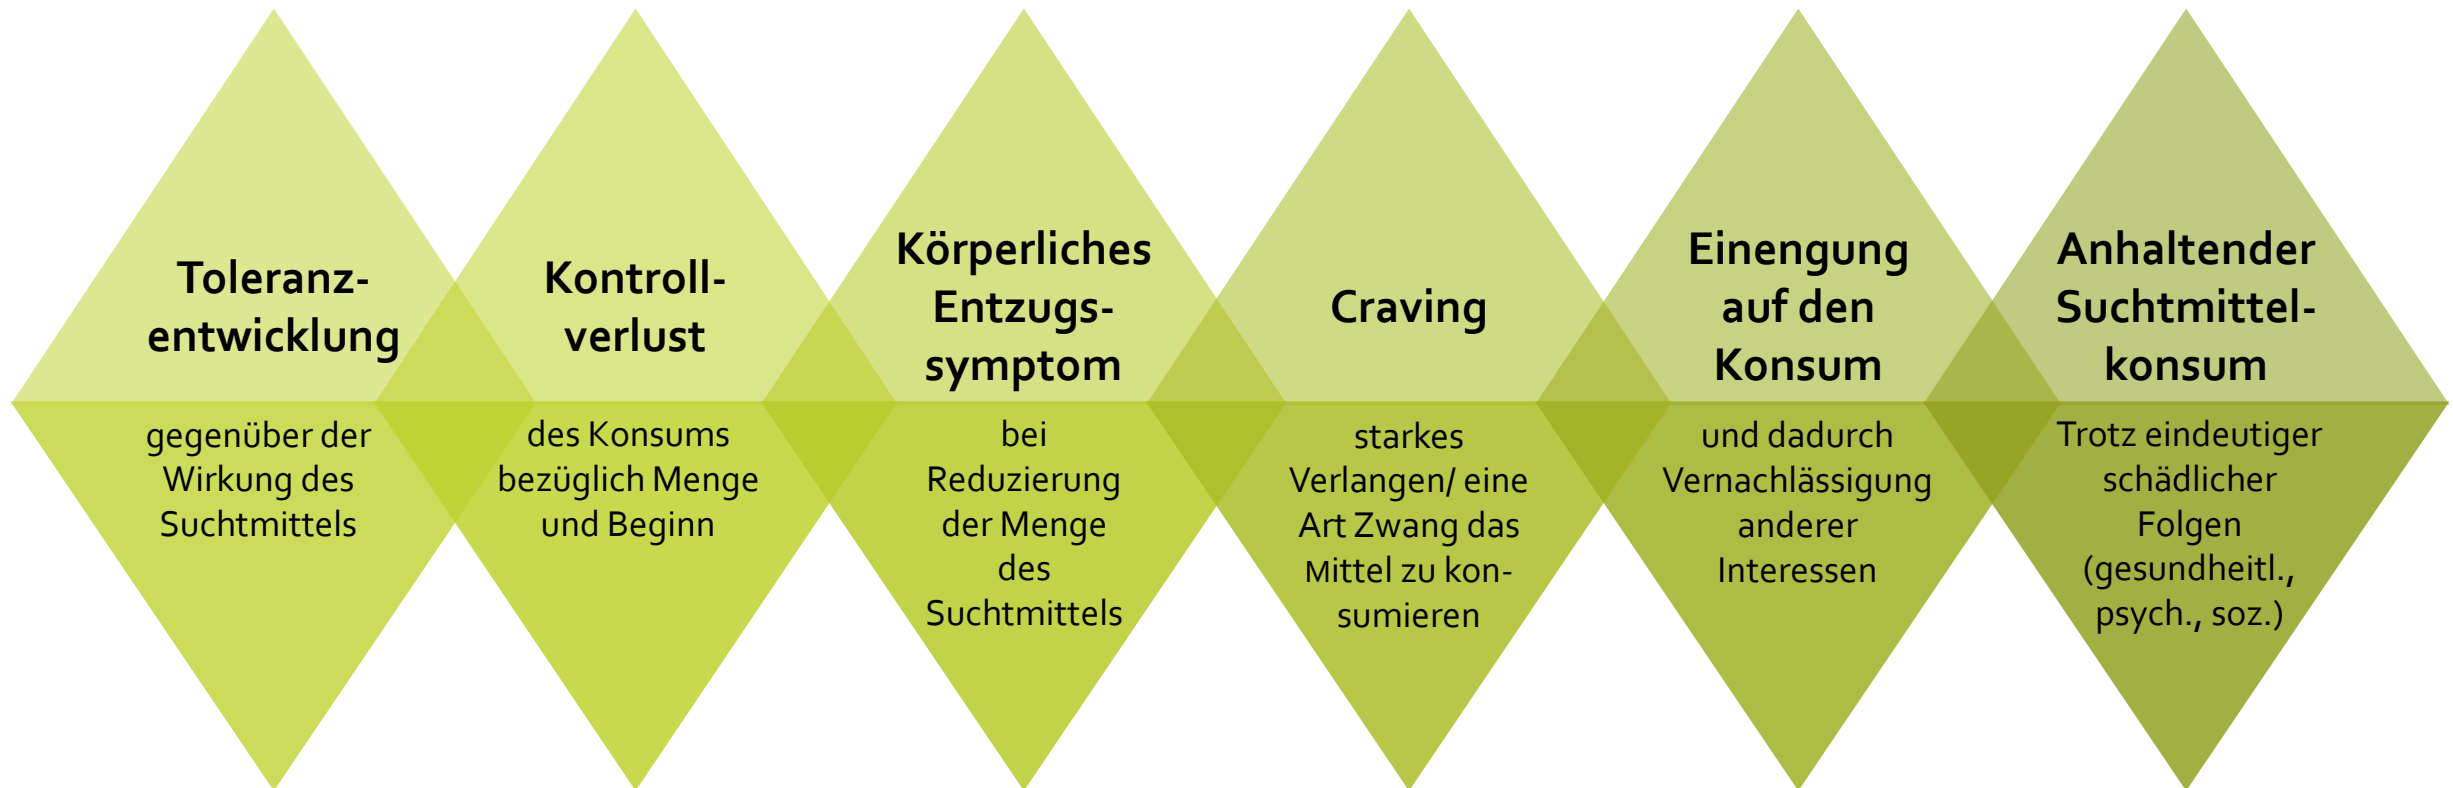 Toleranz-
entwicklung
gegenüber der
Wirkung des
Suchtmittels
Kontroll-
verlust
des Konsums
bezüglich Menge
und Beginn
Körperliches
Entzugs-
symptom
bei
Reduzierung
der Menge
des
Suchtmittels
Craving
starkes
Verlangen/ eine
Art Zwang das
Mittel zu kon-
sumieren
Einengung
auf den
Konsum
und dadurch
Vernachlässigung
anderer
Interessen
Anhaltender
Suchtmittel-
konsum
Trotz eindeutiger
schädlicher
Folgen
(gesundheitl.,
psych., soz.)